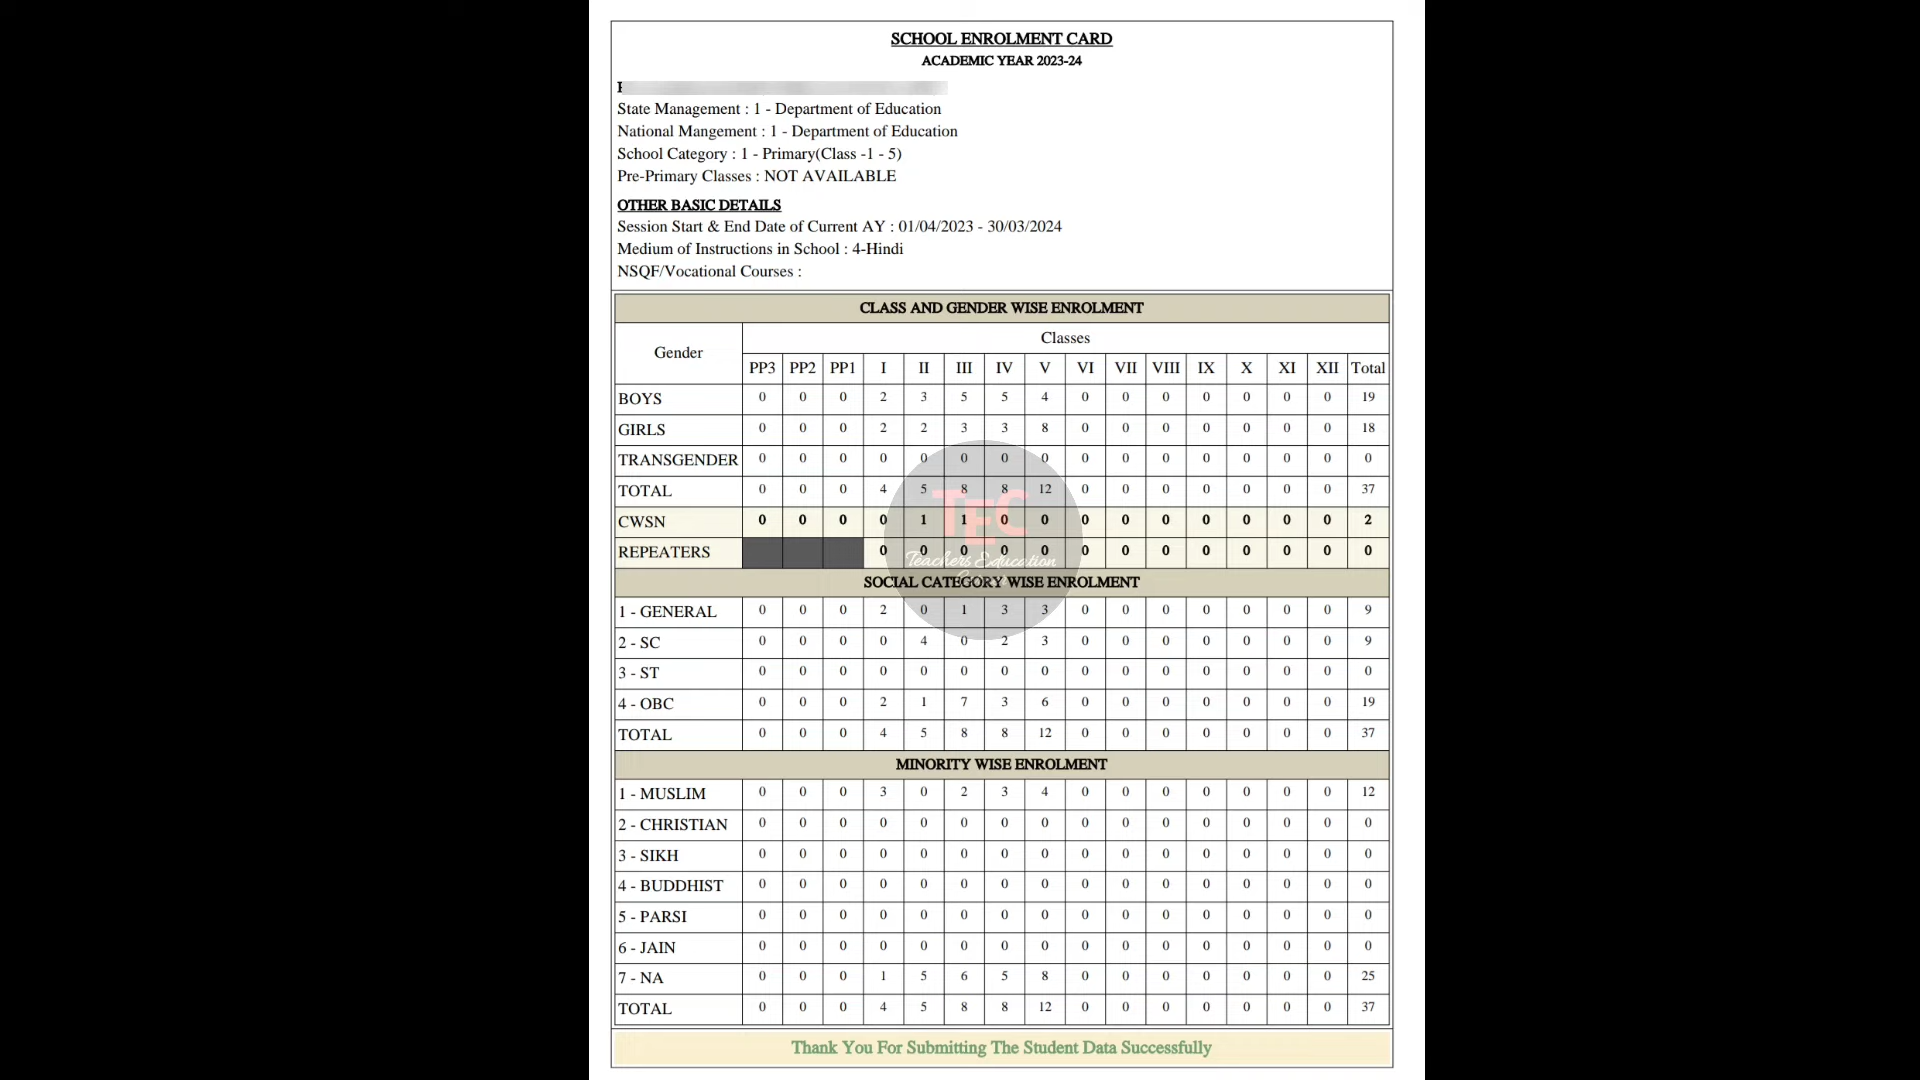 SCHOOL ENROLMENT CARD
ACADEMIC YEAR 2023-24
State Management : 1 - Department of Education
National Mangement : 1 - Department of Education
School Category : 1 - Primary(Class -1 - 5)
Pre-Primary Classes : NOT AVAILABLE
OTHER BASIC DETAILS
Session Start & End Date of Current AY : 01/04/2023 - 30/03/2024
Medium of Instructions in School : 4-Hindi
NSQF/Vocational Courses :
CLASS AND GENDER WISE ENROLMENT
Gender Classes
PP3 PP2 PP1 I II III IV V VI VII VIII IX X XI XII Total
BOYS 0 0 0 2 3 5 5 4 0 0 0 0 0 0 0 19
GIRLS 0 0 0 2 2 3 3 8 0 0 0 0 0 0 0 18
TRANSGENDER 0 0 0 0 0 0 0 0 0 0 0 0 0 0 0 0
TOTAL 0 0 0 4 5 8 8 12 0 0 0 0 0 0 0 37
CWSN 0 0 0 0 1 1 0 0 0 0 0 0 0 0 0 2
REPEATERS 0 0 0 0 0 0 0 0 0 0 0 0 0
TEC
Teachers Education
SOCIAL CATEGORY WISE ENROLMENT
1 - GENERAL 0 0 0 2 0 1 3 3 0 0 0 0 0 0 0 9
2 - SC 0 0 0 0 4 0 2 3 0 0 0 0 0 0 0 9
3 - ST 0 0 0 0 0 0 0 0 0 0 0 0 0 0 0 0
4 - OBC 0 0 0 2 1 7 3 6 0 0 0 0 0 0 0 19
TOTAL 0 0 0 4 5 8 8 12 0 0 0 0 0 0 0 37
MINORITY WISE ENROLMENT
1 - MUSLIM 0 0 0 3 0 2 3 4 0 0 0 0 0 0 0 12
2 - CHRISTIAN 0 0 0 0 0 0 0 0 0 0 0 0 0 0 0 0
3 - SIKH 0 0 0 0 0 0 0 0 0 0 0 0 0 0 0 0
4 - BUDDHIST 0 0 0 0 0 0 0 0 0 0 0 0 0 0 0 0
5 - PARSI 0 0 0 0 0 0 0 0 0 0 0 0 0 0 0 0
6 - JAIN 0 0 0 0 0 0 0 0 0 0 0 0 0 0 0 0
7 - NA 0 0 0 1 5 6 5 8 0 0 0 0 0 0 0 25
TOTAL 0 0 0 4 5 8 8 12 0 0 0 0 0 0 0 37
Thank You For Submitting The Student Data Successfully